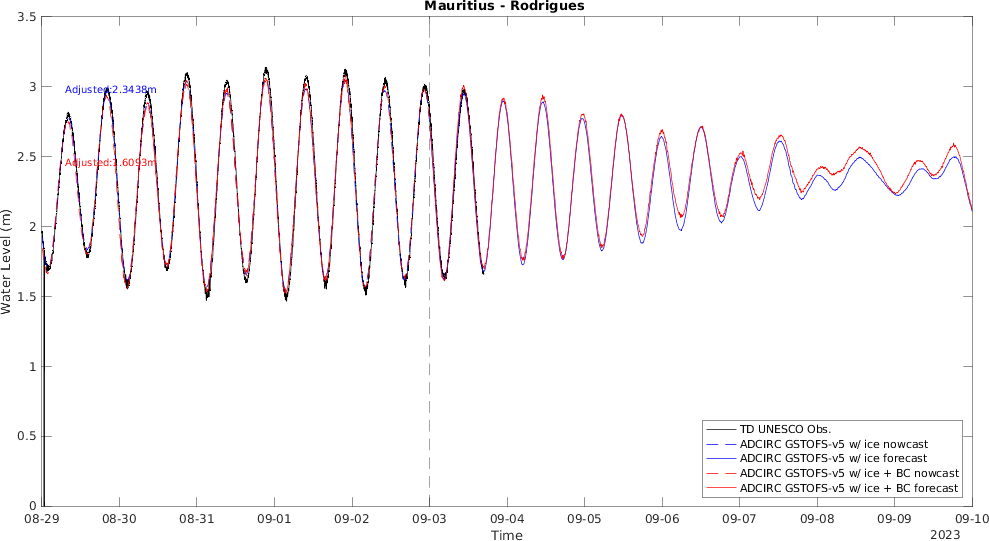 Mauritius - Rodrigues
3.5
3
2.5
2
1.5
1
0.5
0
Water Level (m)
Adjusted:2.3438m
Adjusted:1.6093m
TD UNESCO Obs.
ADCIRC GSTOFS-v5 w/ ice nowcast
ADCIRC GSTOFS-v5 w/ ice forecast
ADCIRC GSTOFS-v5 w/ ice + BC nowcast
ADCIRC GSTOFS-v5 w/ ice + BC forecast
08-29 08-30 08-31 09-01 09-02 09-03 09-04 09-05 09-06 09-07 09-08 09-09 09-10
Time
2023